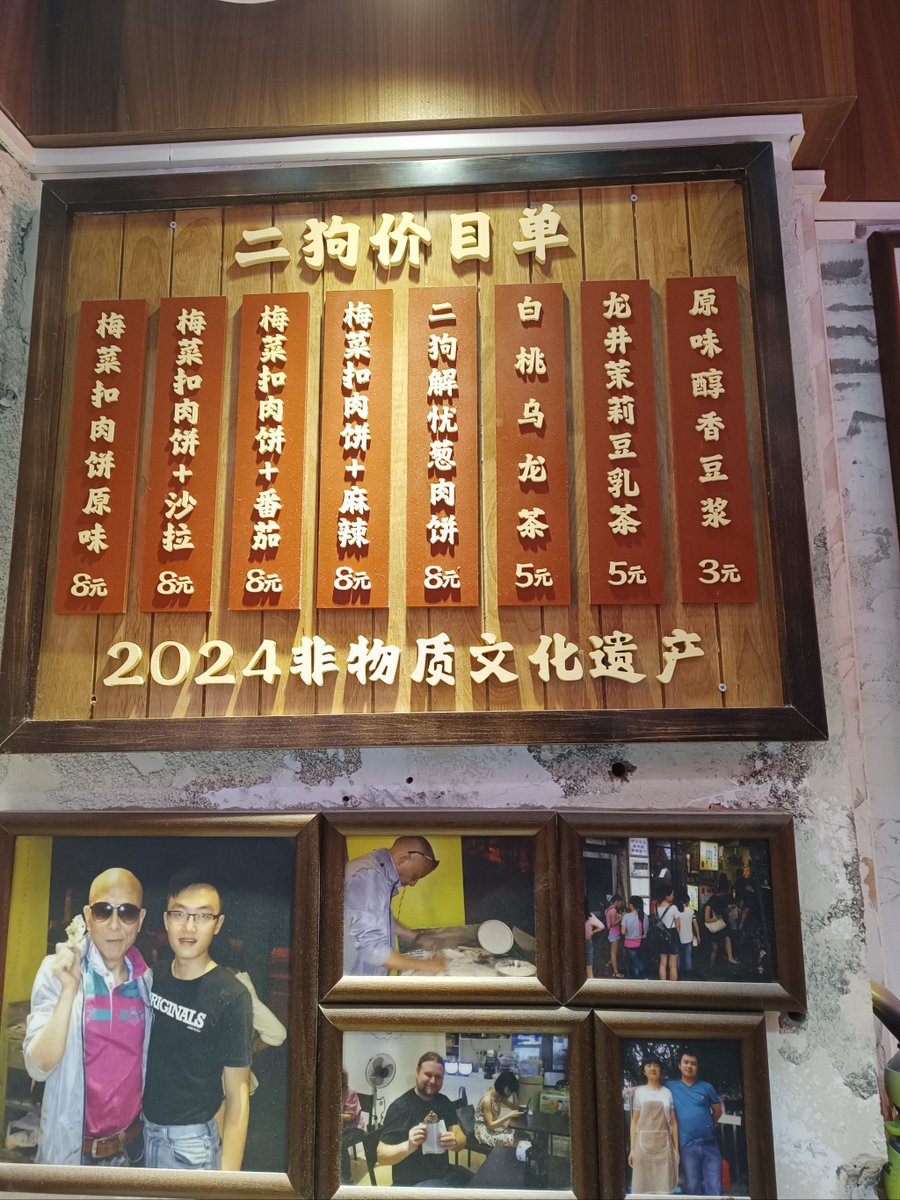 二狗价目单
梅菜扣肉饼原味
8元
梅菜扣肉饼+沙拉
8元
梅菜扣肉饼+番茄
8元
梅菜扣肉饼+麻辣
8元
二狗解忧葱肉饼
8元
白桃乌龙茶
5元
龙井茉莉豆乳茶
5元
原味醇香豆浆
3元
2024非物质文化遗产
ORIGINALS